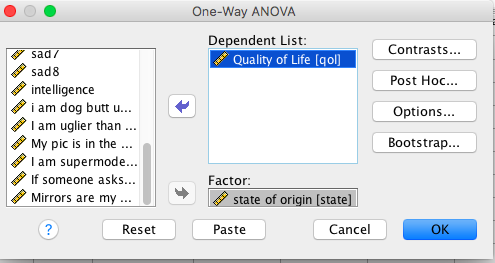 One-Way ANOVA
sad7
sad8
intelligence
i am dog butt u...
I am uglier than ...
My pic is in the ...
I am supermode...
If someone asks...
Mirrors are my ...
Dependent List:
Quality of Life [qol]
Factor:
state of origin [state]
Contrasts...
Post Hoc...
Options...
Bootstrap...
?
Reset
Paste
Cancel
OK